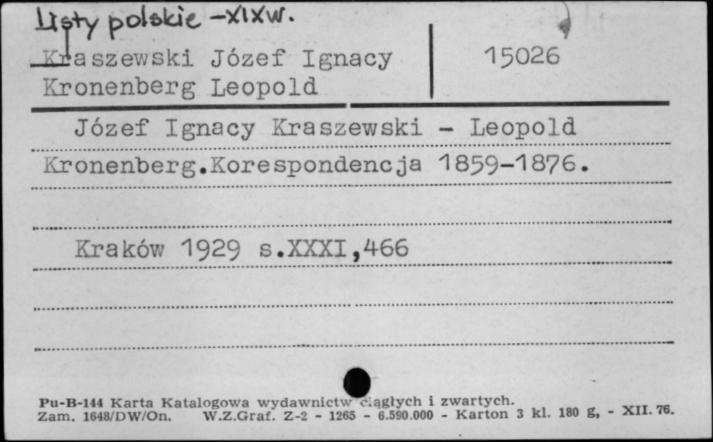 Listy polskie - XIX w.
Kraszewski Józef Ignacy 15026
Kronenberg Leopold
Józef Ignacy Kraszewski - Leopold
Kronenberg.Korespondencja 1859-1876.
Kraków 1929 s.XXXI,466
Pu-B-144 Karta Katalogowa wydawnictw ciągłych i zwartych.
Zam. 1648/DW/On. W.Z.Graf. Z-2 - 1265 - 6.590.000 - Karton 3 kl. 180 g, - XII. 76.